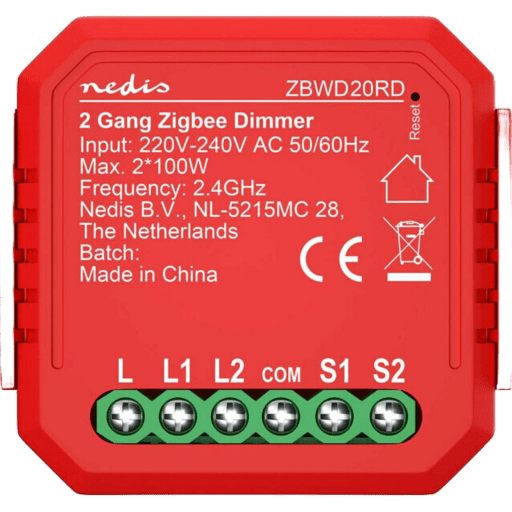 nedis
ZBWD20RD
Reset
2 Gang Zigbee Dimmer
Input: 220V-240V AC 50/60Hz
Max. 2*100W
Frequency: 2.4GHz
Nedis B.V., NL-5215MC 28,
The Netherlands
Batch:
Made in China
CE
L L1 L2 COM S1 S2